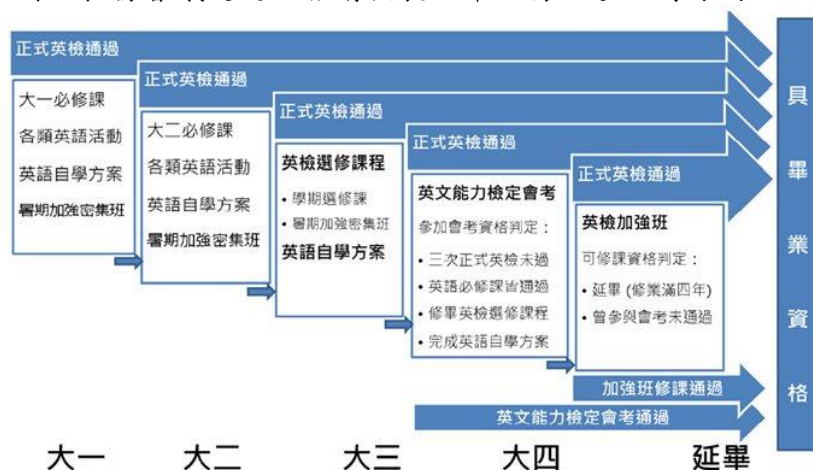 正式英檢通過
大一必修課
各類英語活動
英語自學方案
暑期加強密集班
正式英檢通過
大二必修課
各類英語活動
英語自學方案
暑期加強密集班
正式英檢通過
英檢選修課程
• 學期選修課
• 暑期加強密集班
英語自學方案
正式英檢通過
英文能力檢定會考
參加會考資格判定：
• 三次正式英檢未過
• 英語必修課皆通過
• 修畢英檢選修課程
• 完成英語自學方案
正式英檢通過
英檢加強班
可修課資格判定：
• 延畢 (修業滿四年)
• 曾參與會考未通過
加強班修課通過
英文能力檢定會考通過
具畢業資格
大一
大二
大三
大四
延畢